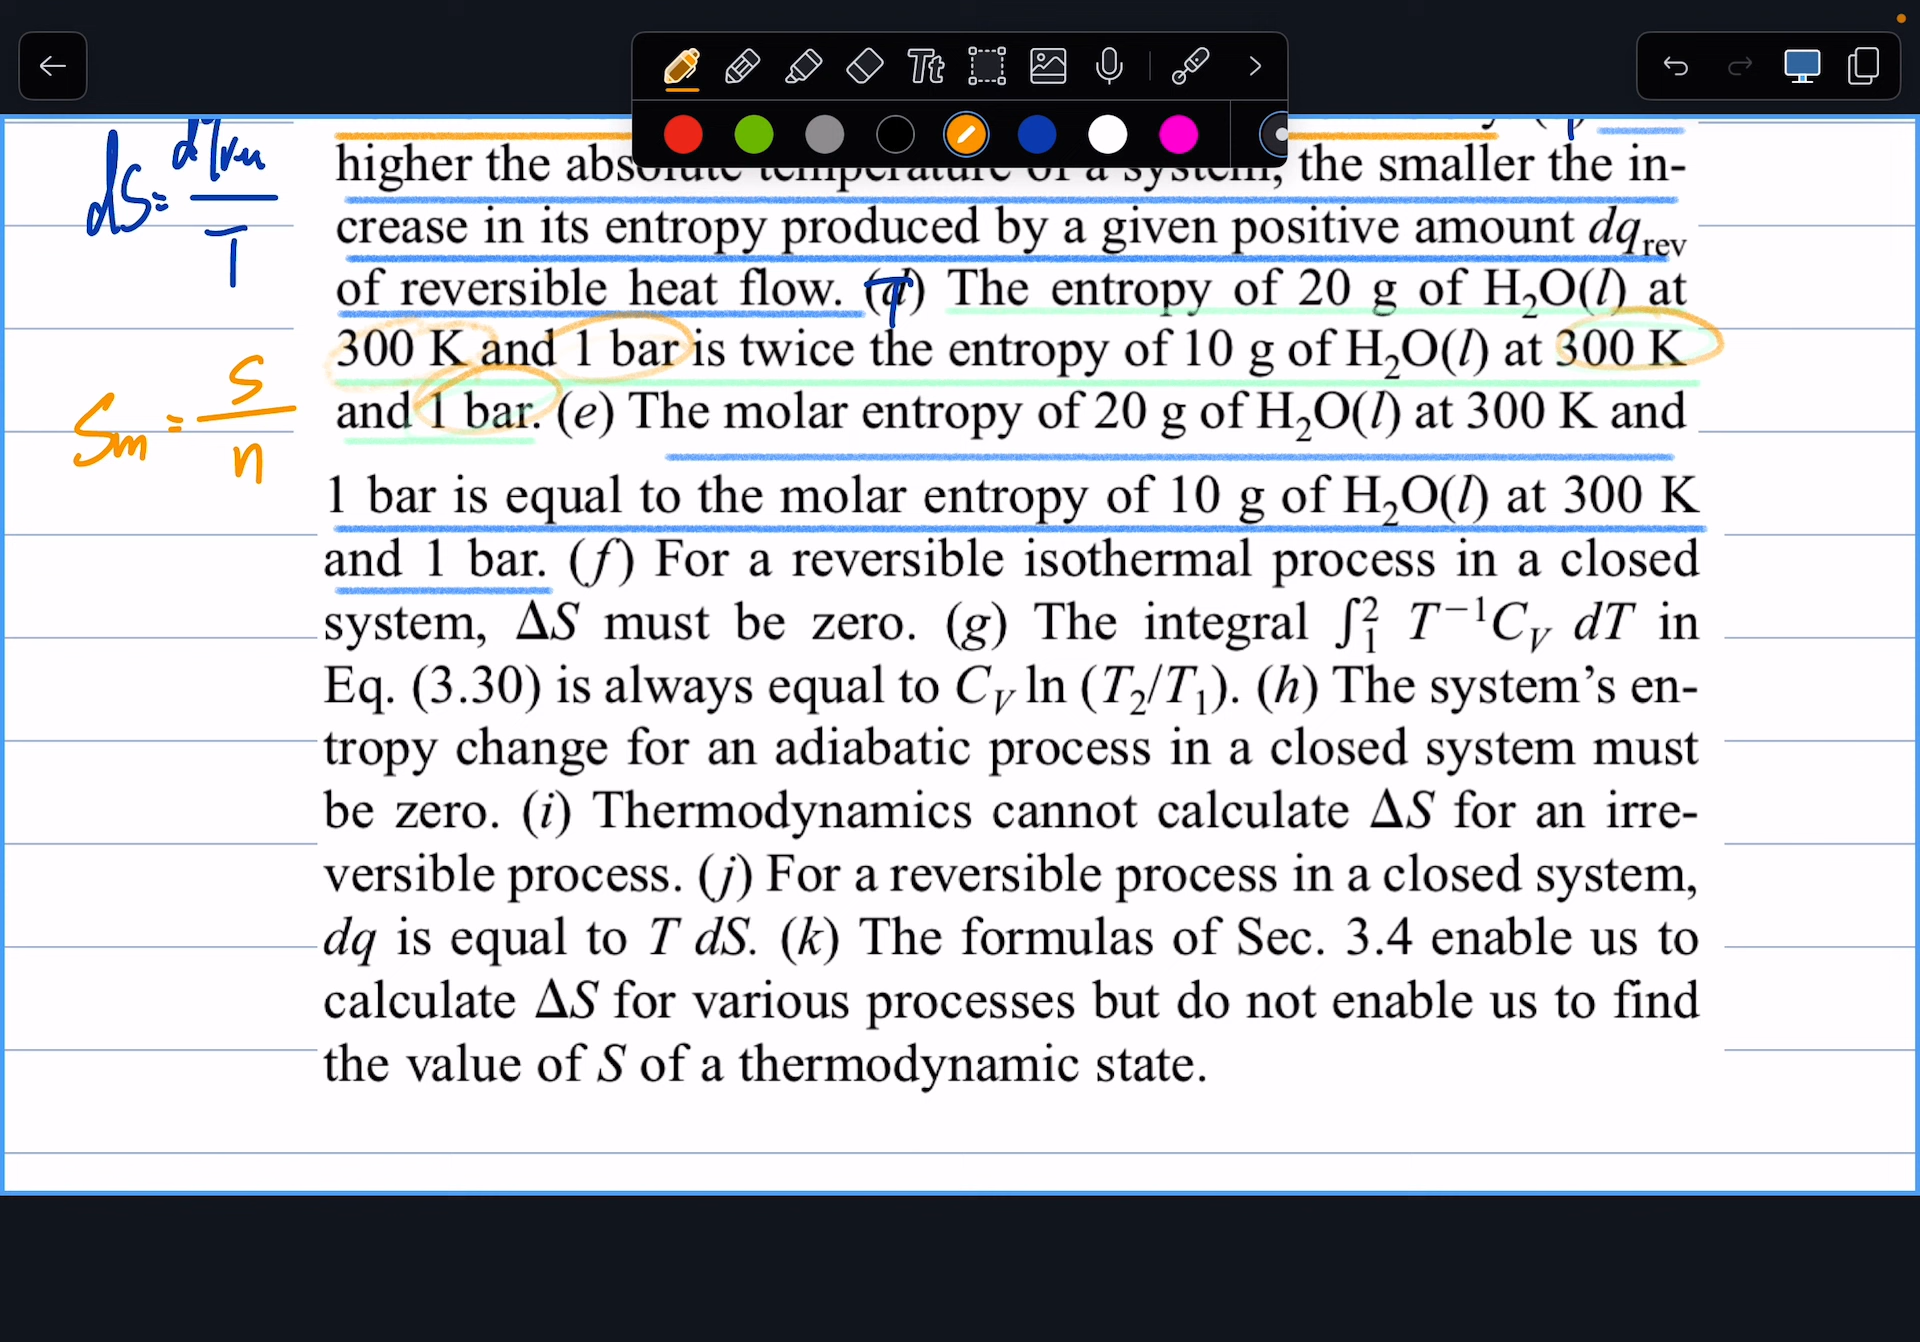 Tt
dS = dqrev / T
higher the absolute temperature of a system, the smaller the in-
crease in its entropy produced by a given positive amount dq_rev
of reversible heat flow. (d) The entropy of 20 g of H₂O(l) at
T
300 K and 1 bar is twice the entropy of 10 g of H₂O(l) at 300 K
and 1 bar. (e) The molar entropy of 20 g of H₂O(l) at 300 K and
Sm = S / n
1 bar is equal to the molar entropy of 10 g of H₂O(l) at 300 K
and 1 bar. (f) For a reversible isothermal process in a closed
system, ΔS must be zero. (g) The integral ∫₁² T⁻¹C_V dT in
Eq. (3.30) is always equal to C_V ln (T₂/T₁). (h) The system’s en-
tropy change for an adiabatic process in a closed system must
be zero. (i) Thermodynamics cannot calculate ΔS for an irre-
versible process. (j) For a reversible process in a closed system,
dq is equal to T dS. (k) The formulas of Sec. 3.4 enable us to
calculate ΔS for various processes but do not enable us to find
the value of S of a thermodynamic state.